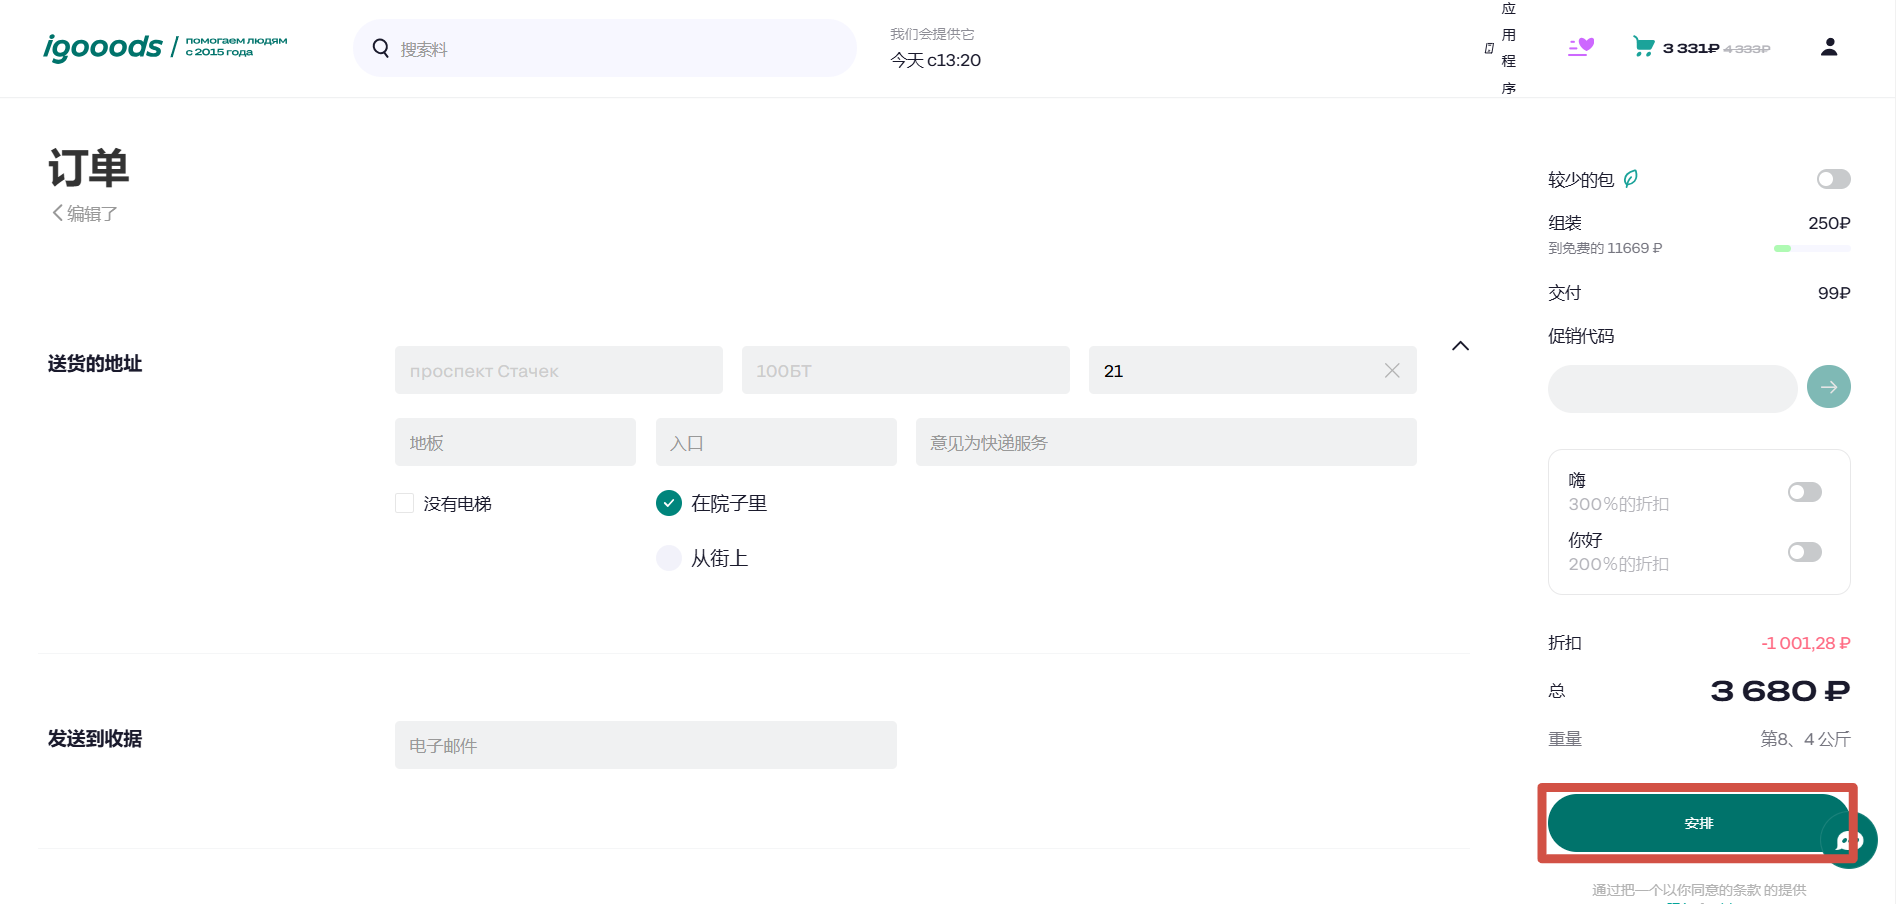 igooods / помогаем людям
с 2015 года
搜索料
我们会提供它
今天 c13:20
应用程序
3 331₽ 4 333₽
订单
编辑了
送货的地址
проспект Стачек
100БТ
21
地板
入口
意见为快递服务
没有电梯
在院子里
从街上
发送到收据
电子邮件
较少的包
组装 250₽
到免费的 11669 ₽
交付 99₽
促销代码
嗨
300%的折扣
你好
200%的折扣
折扣 -1 001,28 ₽
总 3 680 ₽
重量 第8、4 公斤
安排
通过把一个以你同意的条款 的提供